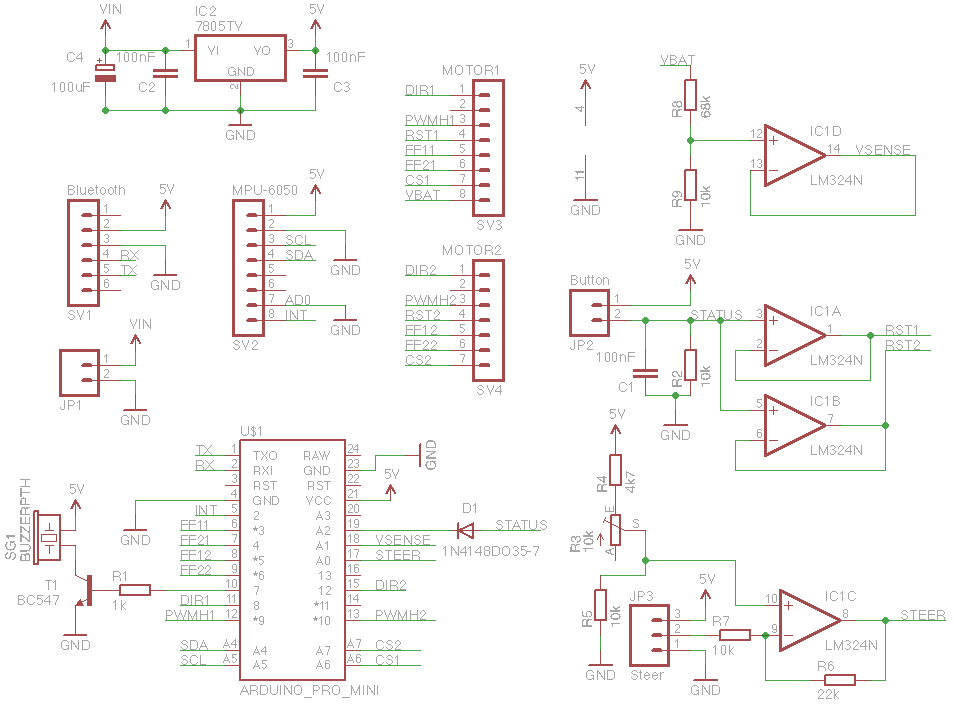 VIN
IC2
7805TV
5V
1
VI
VO
3
GND
2
C4
+
100nF
100uF
C2
100nF
C3
GND
MOTOR1
DIR1
1
2
PWMH1
3
RST1
4
FF11
5
FF21
6
CS1
7
VBAT
8
SV3
5V
4
11
GND
VBAT
R8
68k
R9
10k
GND
12
+
13
−
14
IC1D
VSENSE
LM324N
Bluetooth
5V
1
2
3
RX
4
TX
5
6
SV1
GND
MPU-6050
5V
1
2
SCL
3
SDA
4
5
6
AD0
7
INT
8
SV2
GND
GND
MOTOR2
DIR2
1
2
PWMH2
3
RST2
4
FF12
5
FF22
6
CS2
7
SV4
Button
5V
1
2
JP2
STATUS
100nF
C1
R2
10k
GND
3
+
2
−
1
IC1A
LM324N
RST1
RST2
5
+
6
−
7
IC1B
LM324N
VIN
1
2
JP1
GND
U$1
TX
1
TXO
RX
2
RXI
3
RST
4
GND
INT
5
2
FF11
6
*3
FF21
7
4
FF12
8
*5
FF22
9
*6
10
7
DIR1
11
8
PWMH1
12
*9
SDA
A4
A4
SCL
A5
A5
RAW
24
GND
23
RST
22
VCC
21
A3
20
A2
19
A1
18
VSENSE
A0
17
STEER
13
16
12
15
DIR2
*11
14
*10
13
PWMH2
A7
A7
CS2
A6
A6
CS1
ARDUINO_PRO_MINI
GND
5V
D1
1N4148DO35-7
STATUS
GND
5V
SG1
BUZZERPTH
T1
BC547
R1
1k
GND
5V
R4
4k7
E
S
A
R3
10k
R5
10k
GND
JP3
5V
3
2
1
Steer
R7
10k
GND
10
+
9
−
8
IC1C
LM324N
STEER
R6
22k